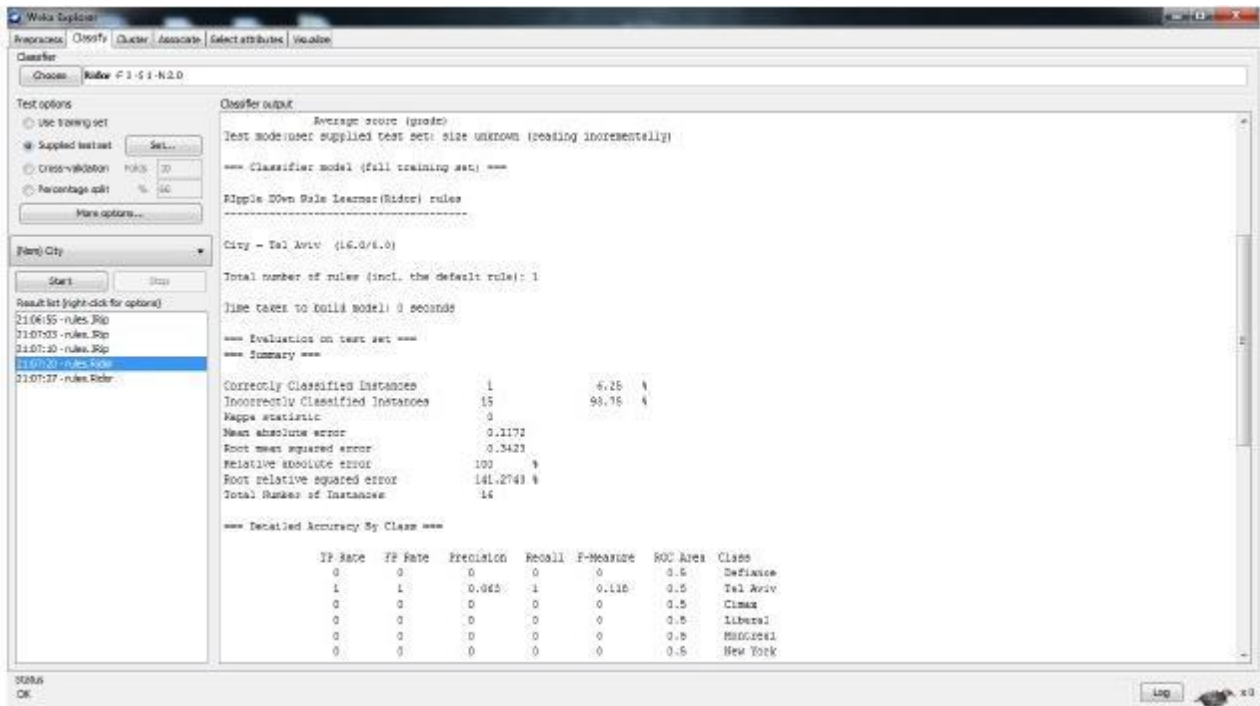 Weka Explorer
Preprocess Classify Cluster Associate Select attributes Visualize
Classifier
Choose Ridor -F 3 -S 1 -N 2.0
Test options
Use training set
Supplied test set Set...
Cross-validation Folds 10
Percentage split % 66
More options...
(Nom) City
Start Stop
Result list (right-click for options)
21:06:55 - rules.JRip
21:07:03 - rules.JRip
21:07:10 - rules.JRip
21:07:20 - rules.Ridor
21:07:27 - rules.Ridor
Classifier output
Average score (grade)
Test mode:user supplied test set: size unknown (reading incrementally)
=== Classifier model (full training set) ===
RIpple DOwn Rule Learner(Ridor) rules
--------------------------------------
City = Tel Aviv (16.0/6.0)
Total number of rules (incl. the default rule): 1
Time taken to build model: 0 seconds
=== Evaluation on test set ===
=== Summary ===
Correctly Classified Instances 1 6.25 %
Incorrectly Classified Instances 15 93.75 %
Kappa statistic 0
Mean absolute error 0.1172
Root mean squared error 0.3423
Relative absolute error 100 %
Root relative squared error 141.2743 %
Total Number of Instances 16
=== Detailed Accuracy By Class ===
TP Rate FP Rate Precision Recall F-Measure ROC Area Class
0 0 0 0 0 0.5 Defiance
1 1 0.063 1 0.118 0.5 Tel Aviv
0 0 0 0 0 0.5 Cimax
0 0 0 0 0 0.5 Liberal
0 0 0 0 0 0.5 Montreal
0 0 0 0 0 0.5 New York
Status
OK
Log x 0